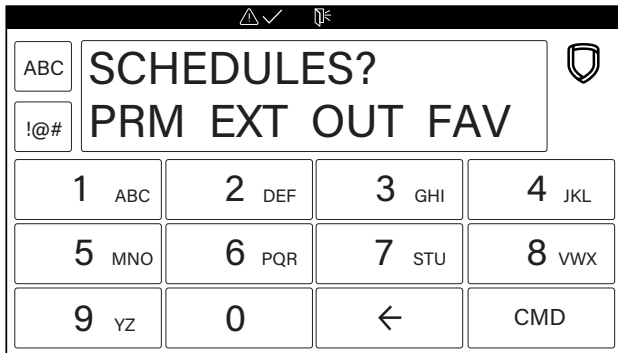 ABC
SCHEDULES?
!@#
PRM EXT OUT FAV
1 ABC
2 DEF
3 GHI
4 JKL
5 MNO
6 PQR
7 STU
8 VWX
9 YZ
0
←
CMD